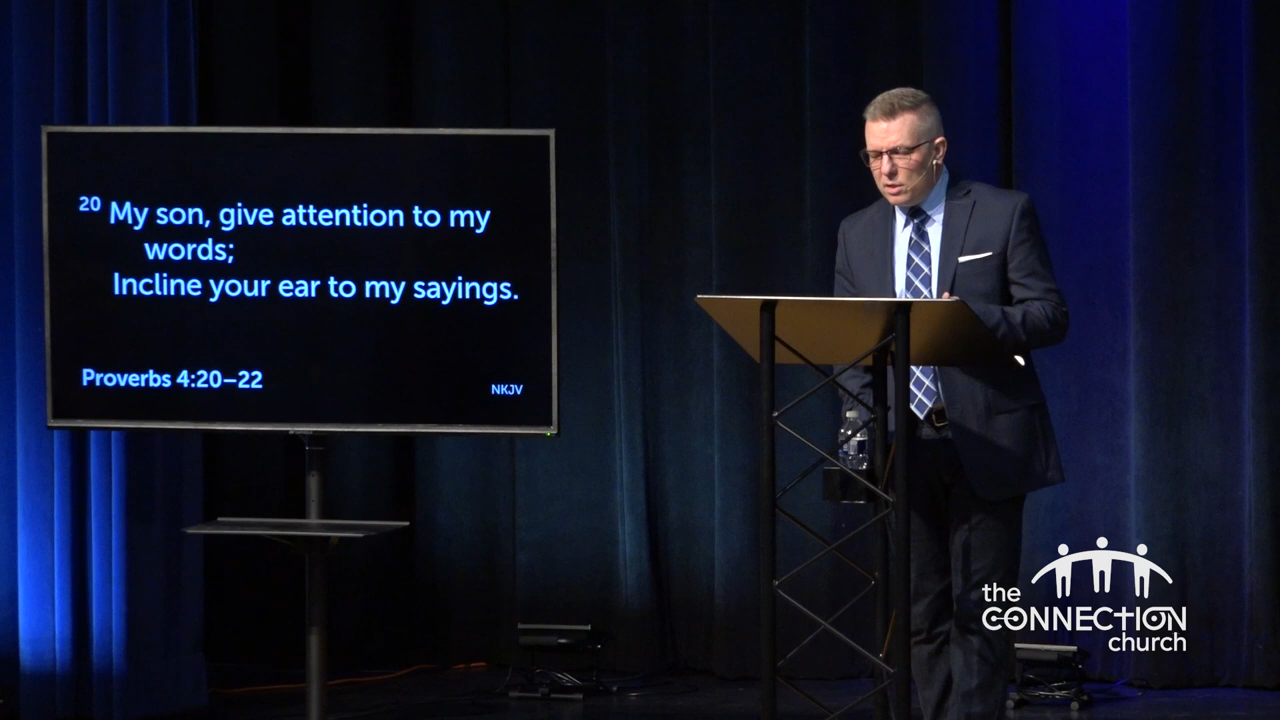 20 My son, give attention to my
words;
Incline your ear to my sayings.
Proverbs 4:20–22
NKJV
the
CONNECTION
church